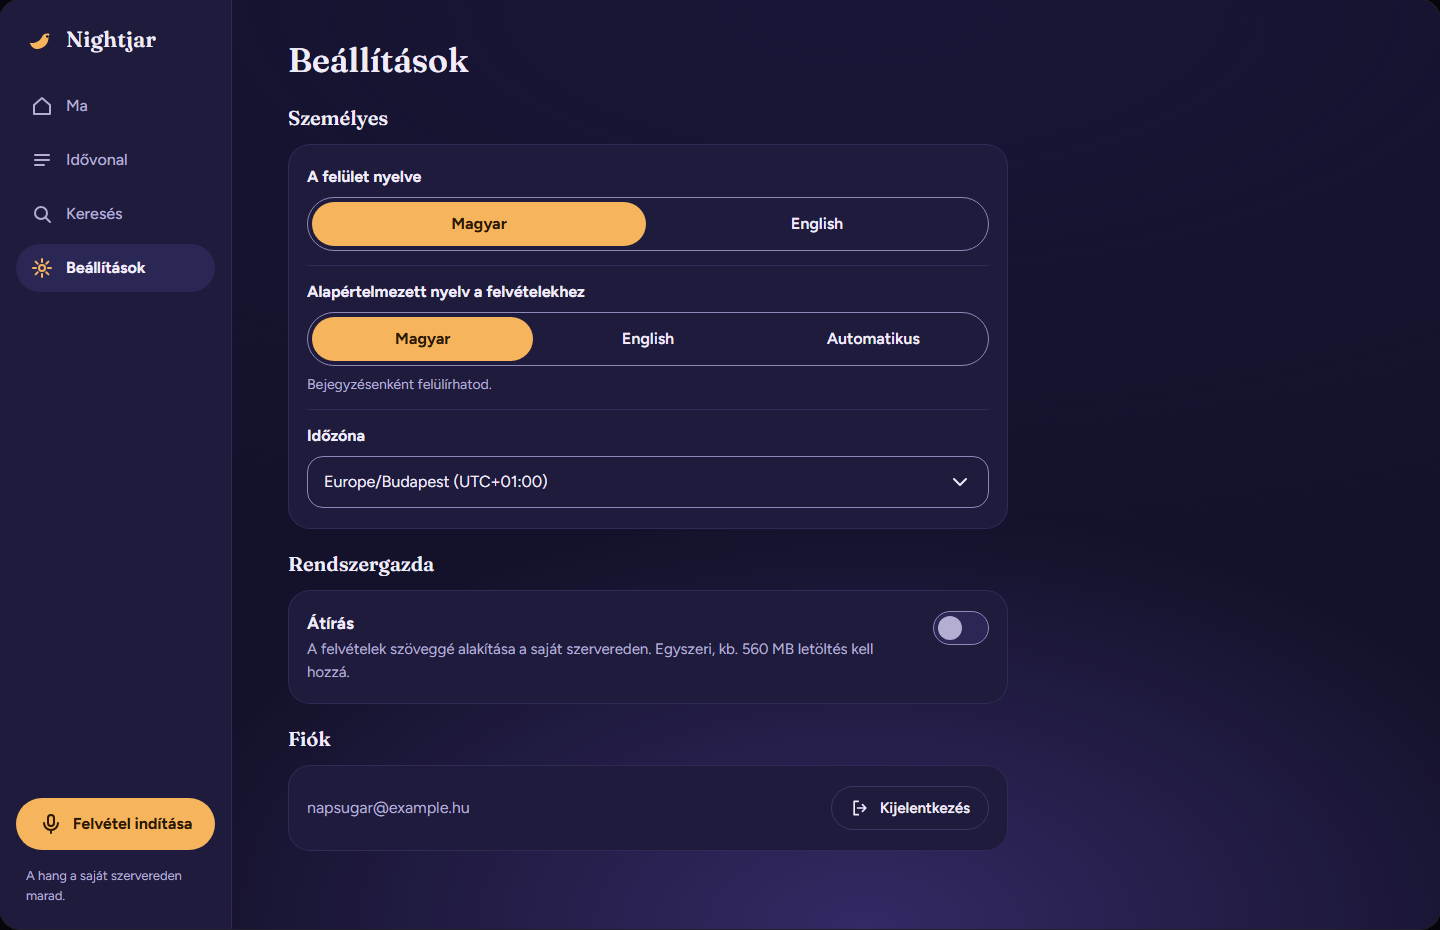 Nightjar
Ma
Idővonal
Keresés
Beállítások
Felvétel indítása
A hang a saját szervereden
marad.
Beállítások
Személyes
A felület nyelve
Magyar
English
Alapértelmezett nyelv a felvételekhez
Magyar
English
Automatikus
Bejegyzésenként felülírhatod.
Időzóna
Europe/Budapest (UTC+01:00)
Rendszergazda
Átírás
A felvételek szöveggé alakítása a saját szervereden. Egyszeri, kb. 560 MB letöltés kell
hozzá.
Fiók
napsugar@example.hu
Kijelentkezés